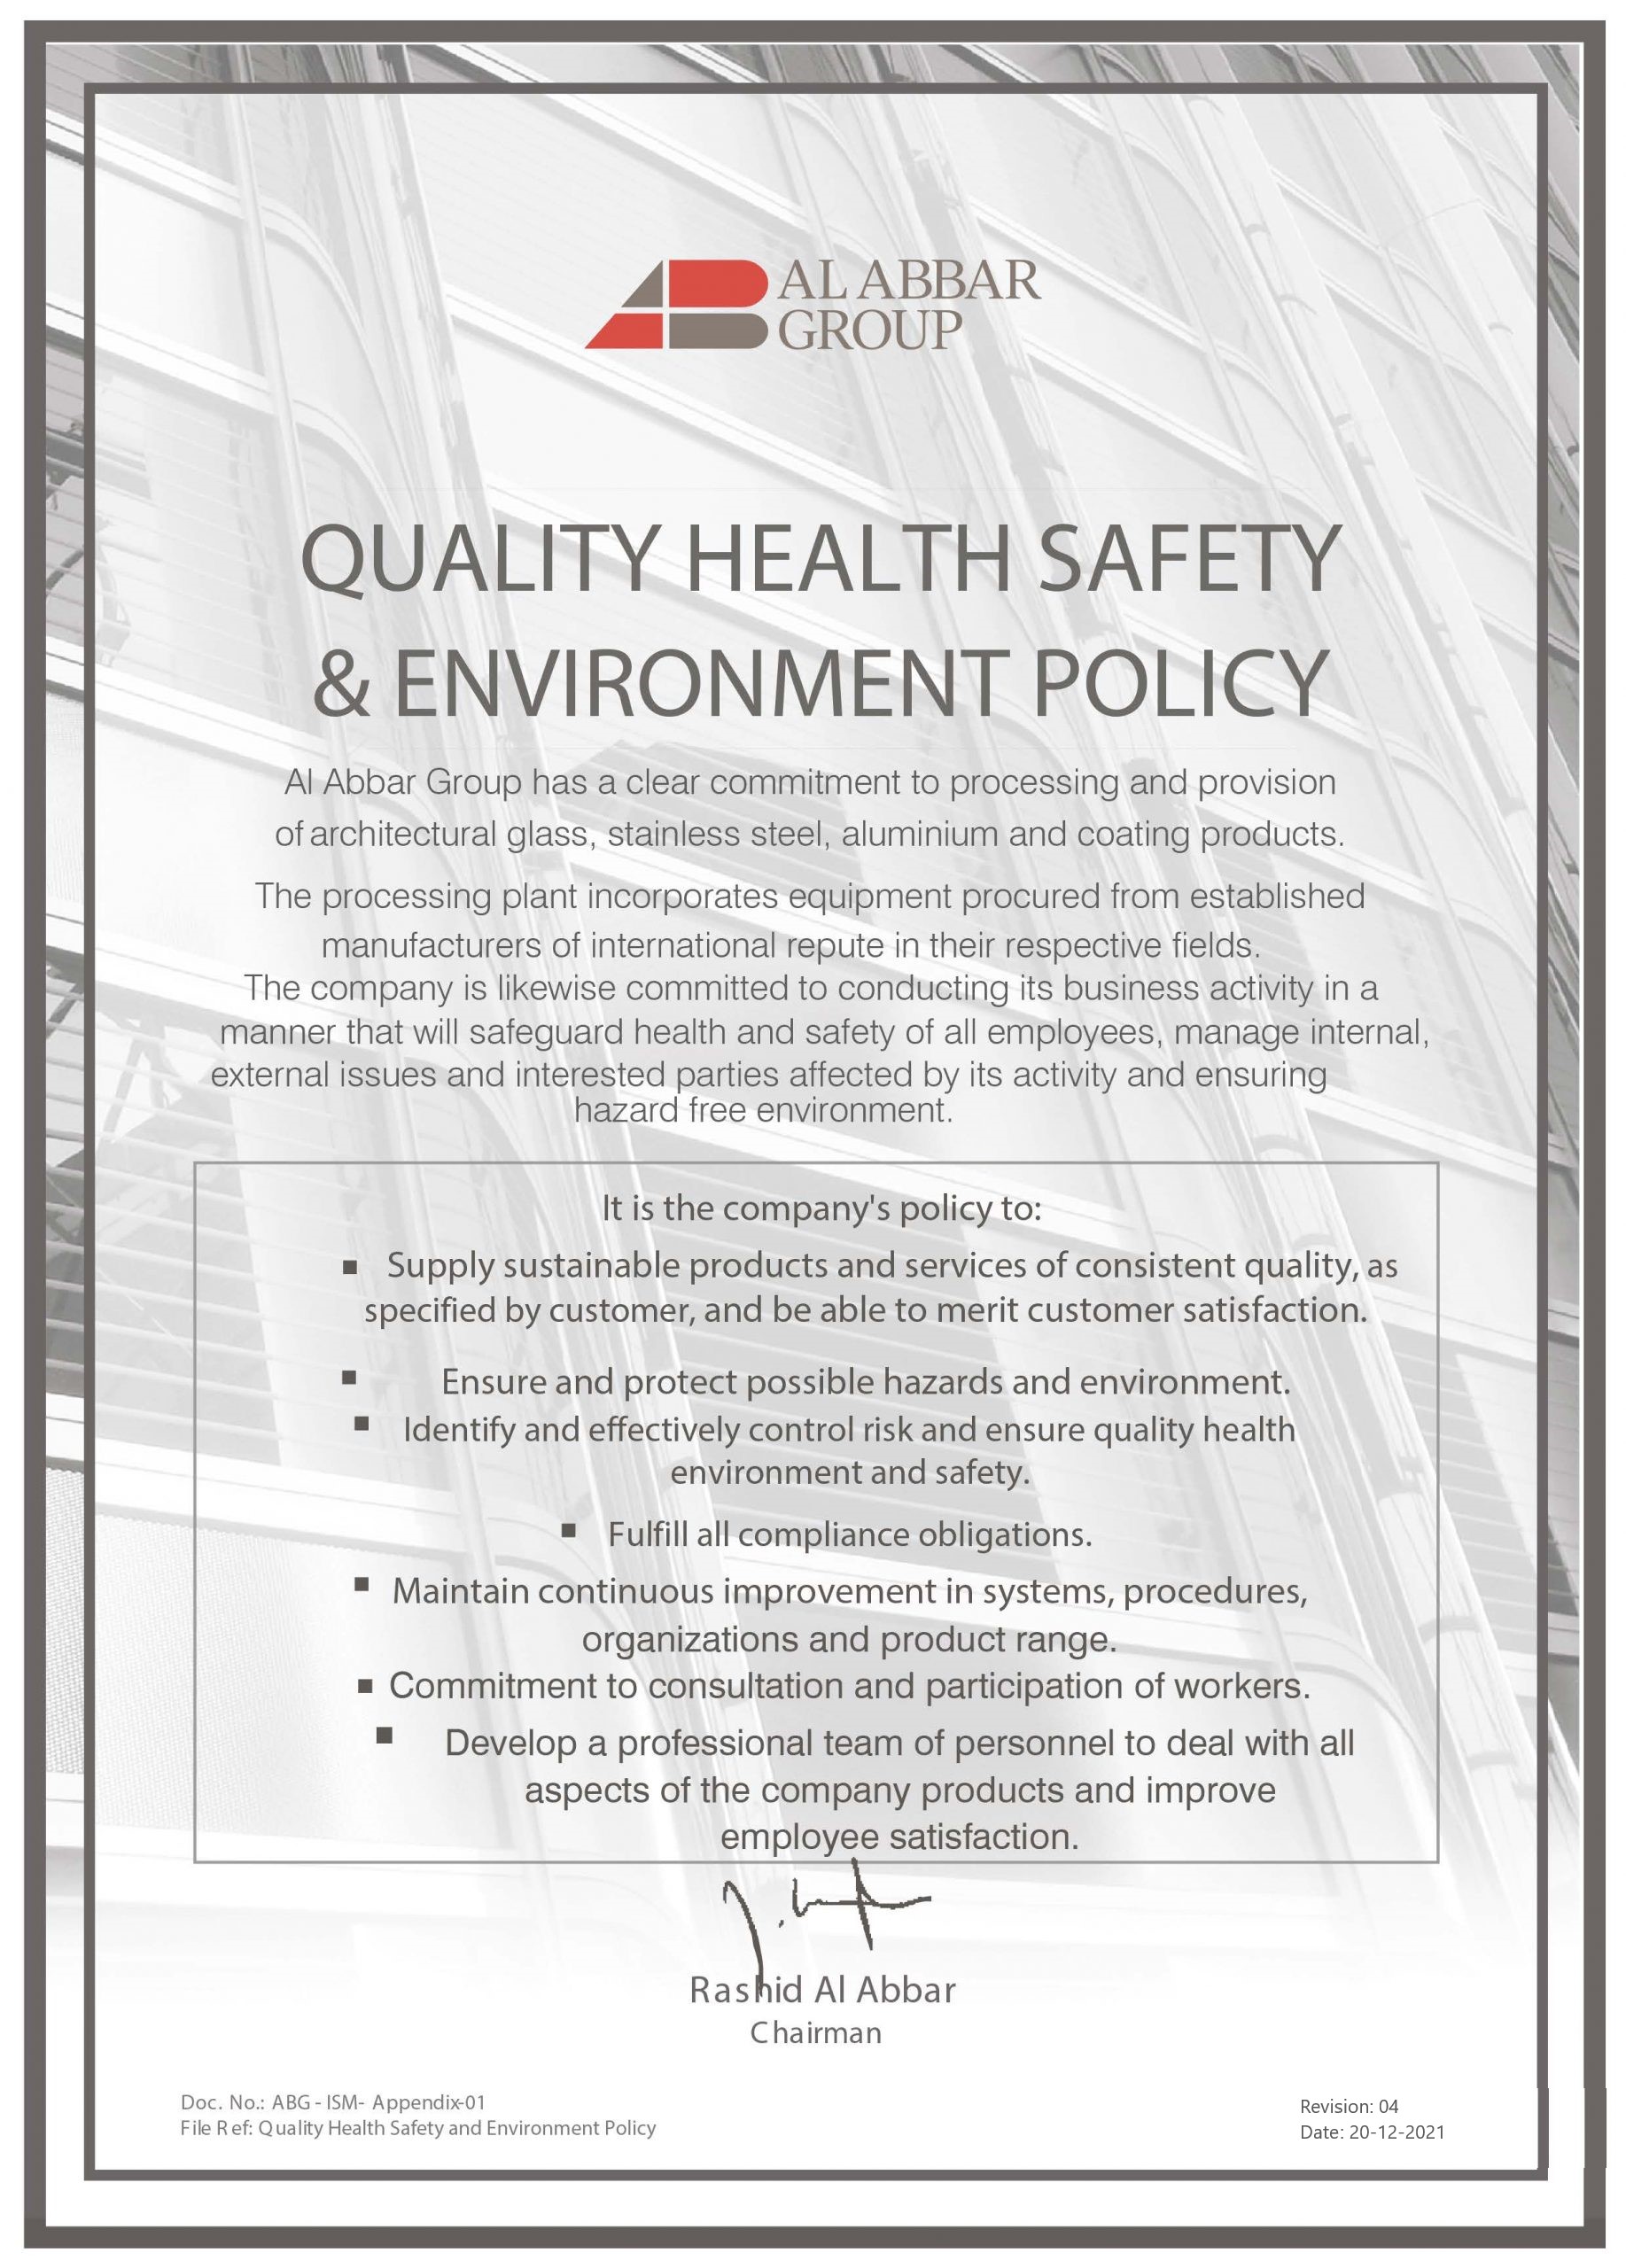 AL ABBAR
GROUP
QUALITY HEALTH SAFETY
& ENVIRONMENT POLICY
Al Abbar Group has a clear commitment to processing and provision
of architectural glass, stainless steel, aluminium and coating products.
The processing plant incorporates equipment procured from established
manufacturers of international repute in their respective fields.
The company is likewise committed to conducting its business activity in a
manner that will safeguard health and safety of all employees, manage internal,
external issues and interested parties affected by its activity and ensuring
hazard free environment.
It is the company's policy to:
▪ Supply sustainable products and services of consistent quality, as
specified by customer, and be able to merit customer satisfaction.
▪ Ensure and protect possible hazards and environment.
▪ Identify and effectively control risk and ensure quality health
environment and safety.
▪ Fulfill all compliance obligations.
▪ Maintain continuous improvement in systems, procedures,
organizations and product range.
▪ Commitment to consultation and participation of workers.
▪ Develop a professional team of personnel to deal with all
aspects of the company products and improve
employee satisfaction.
Rashid Al Abbar
Chairman
Doc. No.: ABG - ISM- Appendix-01
File Ref: Quality Health Safety and Environment Policy
Revision: 04
Date: 20-12-2021